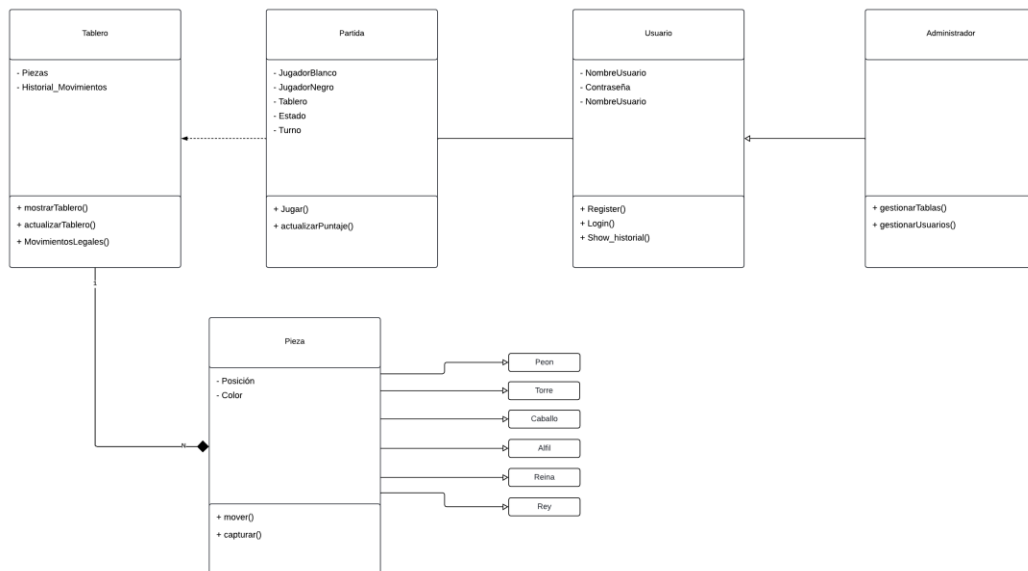 Tablero
- Piezas
- Historial_Movimientos
+ mostrarTablero()
+ actualizarTablero()
+ MovimientosLegales()
Partida
- JugadorBlanco
- JugadorNegro
- Tablero
- Estado
- Turno
+ Jugar()
+ actualizarPuntaje()
Usuario
- NombreUsuario
- Contraseña
- NombreUsuario
+ Register()
+ Login()
+ Show_historial()
Administrador
+ gestionarTablas()
+ gestionarUsuarios()
N
Pieza
- Posición
- Color
+ mover()
+ capturar()
Peon
Torre
Caballo
Alfil
Reina
Rey